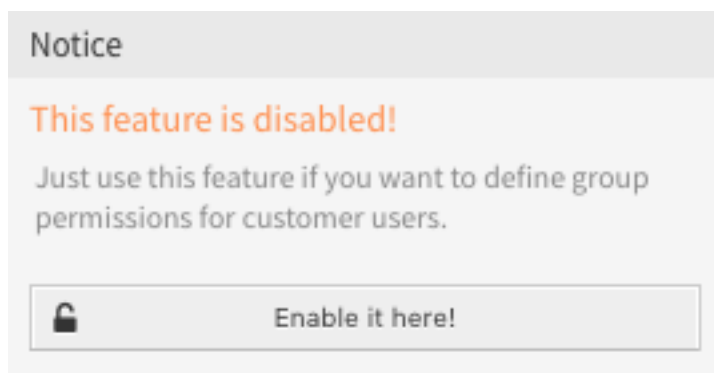 Notice
This feature is disabled!
Just use this feature if you want to define group
permissions for customer users.
Enable it here!